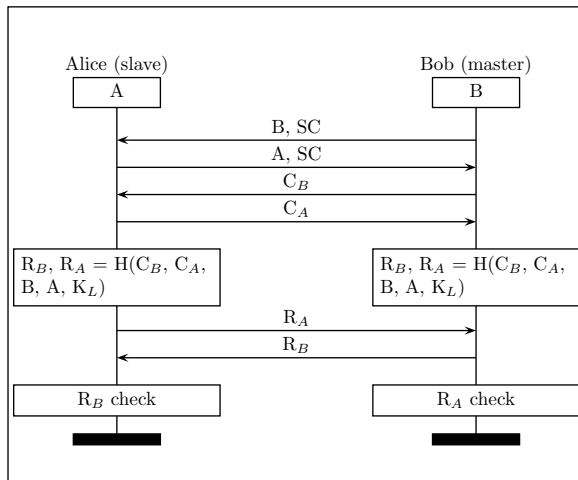 Alice (slave)
Bob (master)
A
B
B, SC
A, SC
C_B
C_A
R_B, R_A = H(C_B, C_A,
B, A, K_L)
R_B, R_A = H(C_B, C_A,
B, A, K_L)
R_A
R_B
R_B check
R_A check